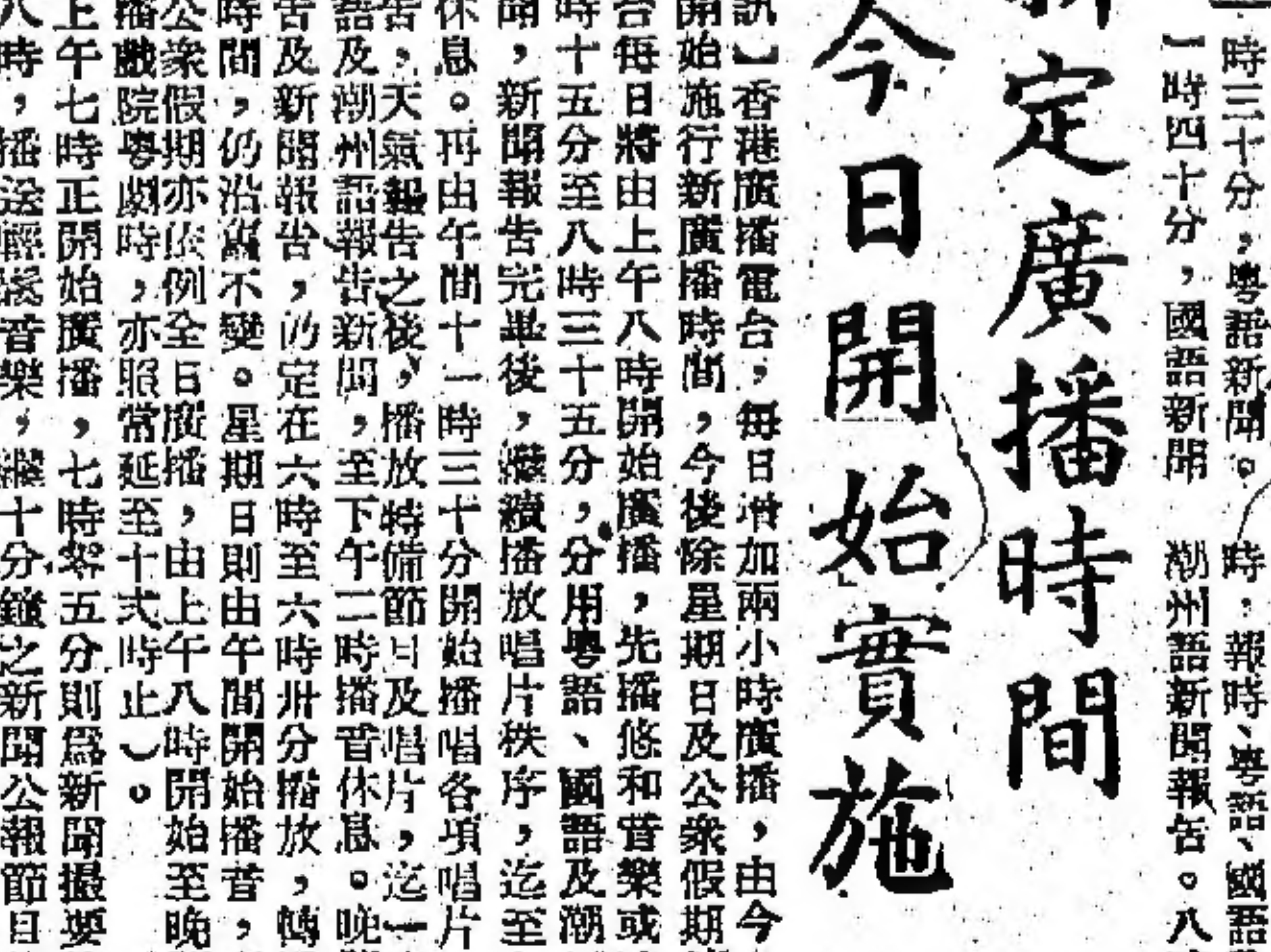 時三十分，粵語新聞。　時，報時、粵語、國語
】時四十分，國語新聞　潮州語新聞報告。八
定廣播時間
今日開始實施
訊】香港廣播電台，每日增加兩小時廣播，由今
開始施行新廣播時間，今後除星期日及公衆假期
台每日將由上午八時開始廣播，先播悠和音樂或
時十五分至八時三十五分，分用粵語、國語及潮
聞，新聞報告完畢後，繼續播放唱片秩序，迄至
休息。再由午間十一時三十分開始播唱各項唱片
告，天氣報告之後，播放特備節目及唱片，迄一
語及潮州語報告新聞，至下午二時播音休息。晚
告及新聞報告，仍定在六時至六時卅分播放，轉
時間，仍沿舊不變。星期日則由午間開始播音，
公衆假期亦依例全日廣播，由上午八時開始至晚
播戲院粵劇時，亦照常延至十弍時止）。
上午七時正開始廣播，七時零五分則爲新聞撮要
八時，播送輕鬆音樂，繼十分鐘之新聞公報節目